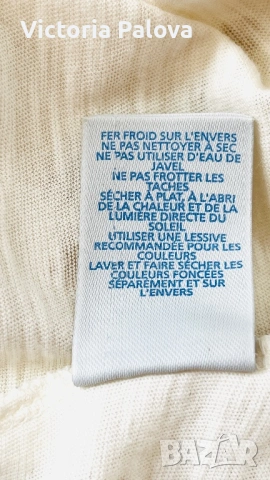 Victoria Palova
FER FROID SUR L'ENVERS
NE PAS NETTOYER À SEC
NE PAS UTILISER D'EAU DE
JAVEL
NE PAS FROTTER LES
TACHES
SÉCHER À PLAT, À L'ABRI
DE LA CHALEUR ET DE LA
LUMIÈRE DIRECTE DU
SOLEIL
UTILISER UNE LESSIVE
RECOMMANDÉE POUR LES
COULEURS
LAVER ET FAIRE SÉCHER LES
COULEURS FONCÉES
SÉPARÉMENT ET SUR
L'ENVERS
BAZAR